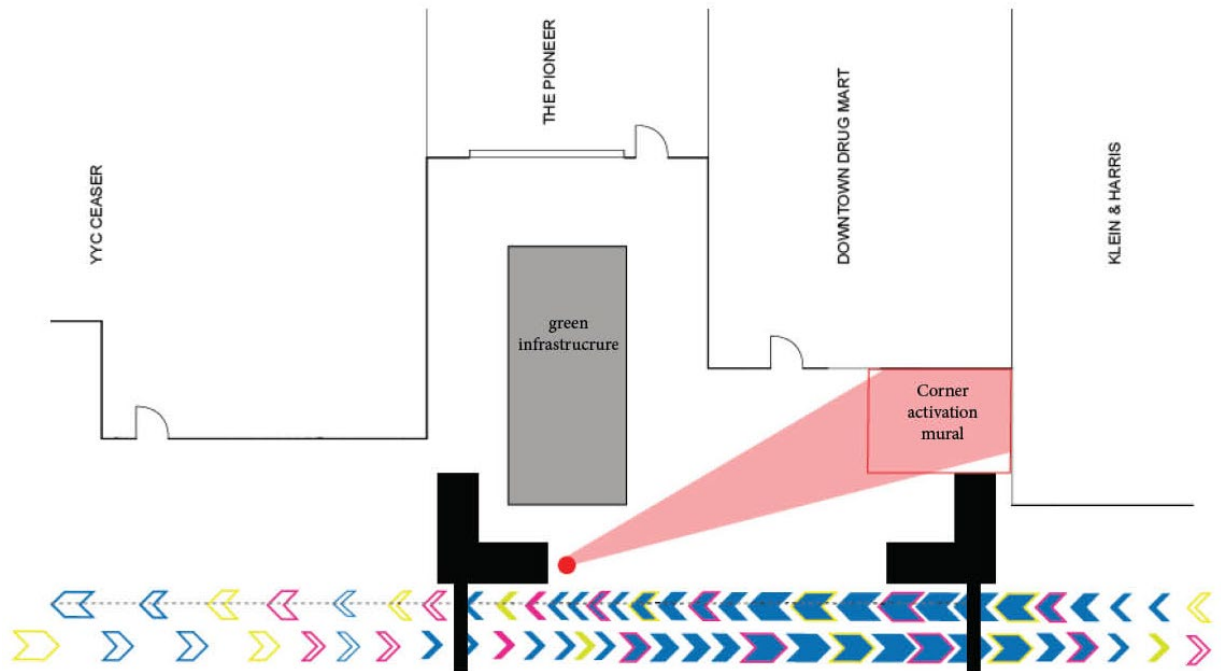 YYC CEASER
THE PIONEER
DOWNTOWN DRUG MART
KLEIN & HARRIS
green
infrastrucrure
Corner
activation
mural